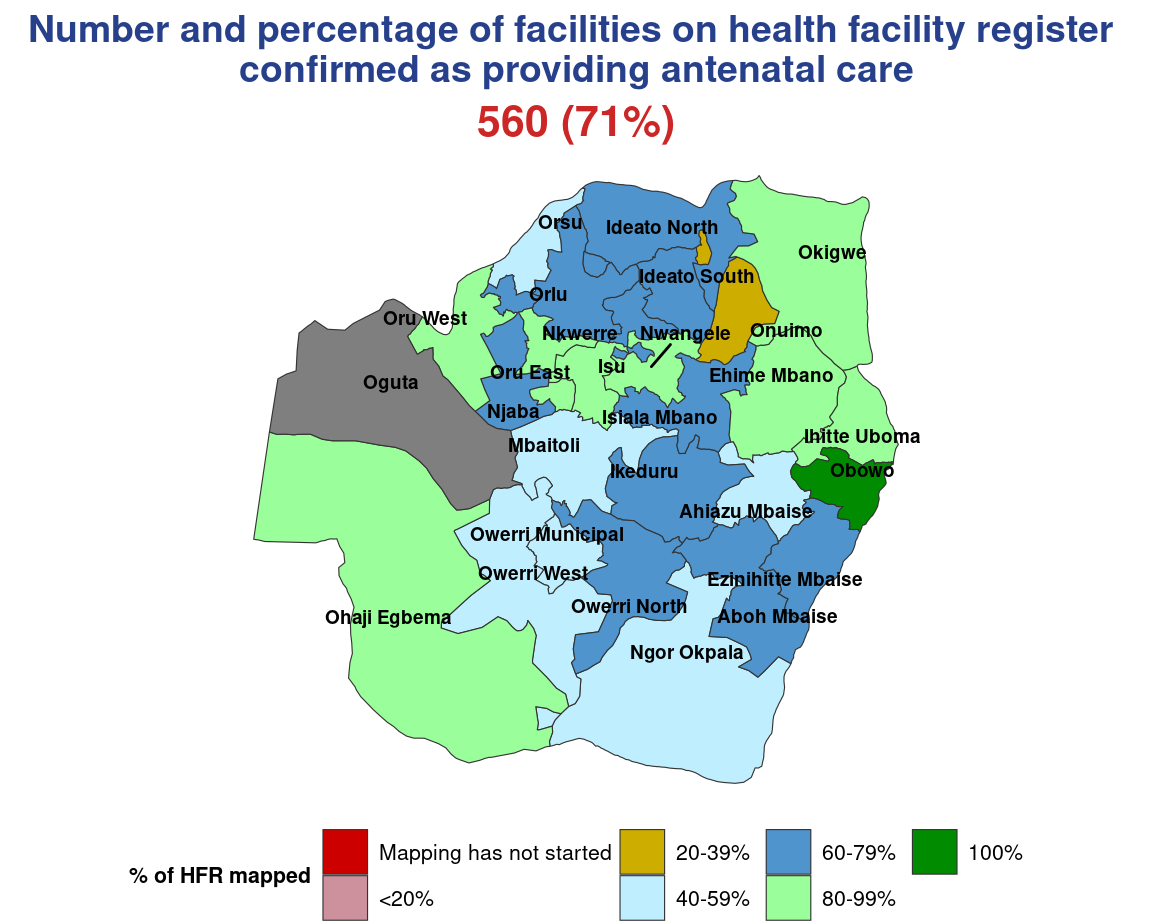 Number and percentage of facilities on health facility register
confirmed as providing antenatal care
560 (71%)
Orsu
Ideato North
Okigwe
Ideato South
Orlu
Oru West
Nkwerre
Nwangele
Onuimo
Isu
Oru East
Ehime Mbano
Oguta
Njaba
Isiala Mbano
Ihitte Uboma
Mbaitoli
Ikeduru
Obowo
Ahiazu Mbaise
Owerri Municipal
Owerri West
Ezinihitte Mbaise
Owerri North
Aboh Mbaise
Ohaji Egbema
Ngor Okpala
% of HFR mapped
Mapping has not started
<20%
20-39%
40-59%
60-79%
80-99%
100%